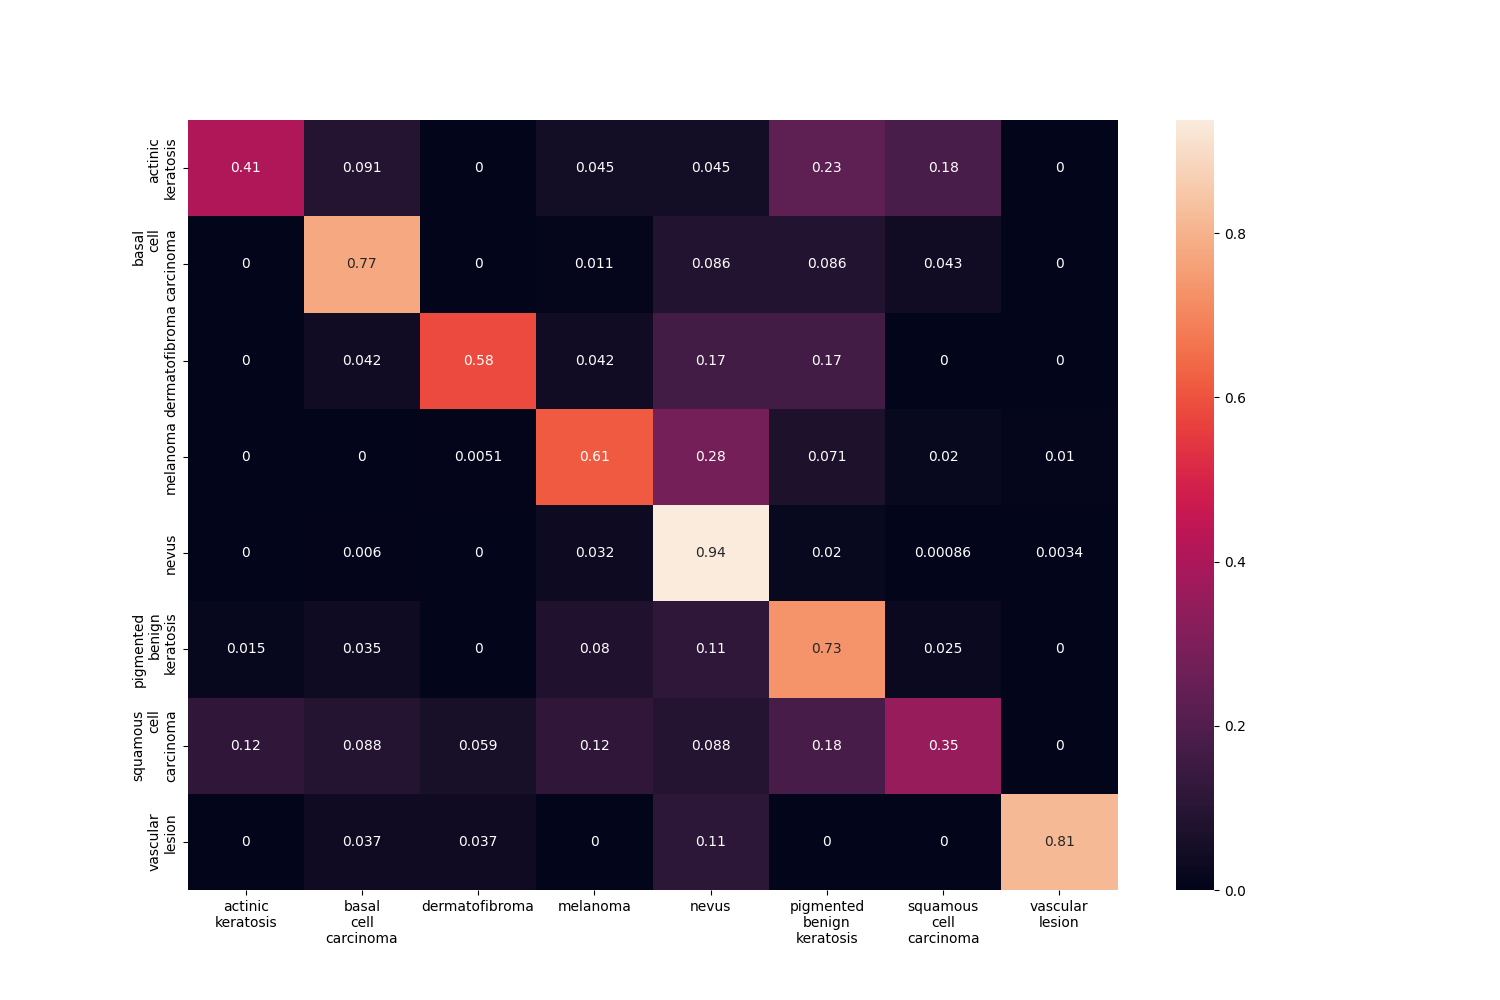 actinic
keratosis
0.41 0.091 0 0.045 0.045 0.23 0.18 0
basal
cell
carcinoma
0 0.77 0 0.011 0.086 0.086 0.043 0
dermatofibroma
0 0.042 0.58 0.042 0.17 0.17 0 0
melanoma
0 0 0.0051 0.61 0.28 0.071 0.02 0.01
nevus
0 0.006 0 0.032 0.94 0.02 0.00086 0.0034
pigmented
benign
keratosis
0.015 0.035 0 0.08 0.11 0.73 0.025 0
squamous
cell
carcinoma
0.12 0.088 0.059 0.12 0.088 0.18 0.35 0
vascular
lesion
0 0.037 0.037 0 0.11 0 0 0.81
actinic
keratosis
basal
cell
carcinoma
dermatofibroma
melanoma
nevus
pigmented
benign
keratosis
squamous
cell
carcinoma
vascular
lesion
0.8
0.6
0.4
0.2
0.0